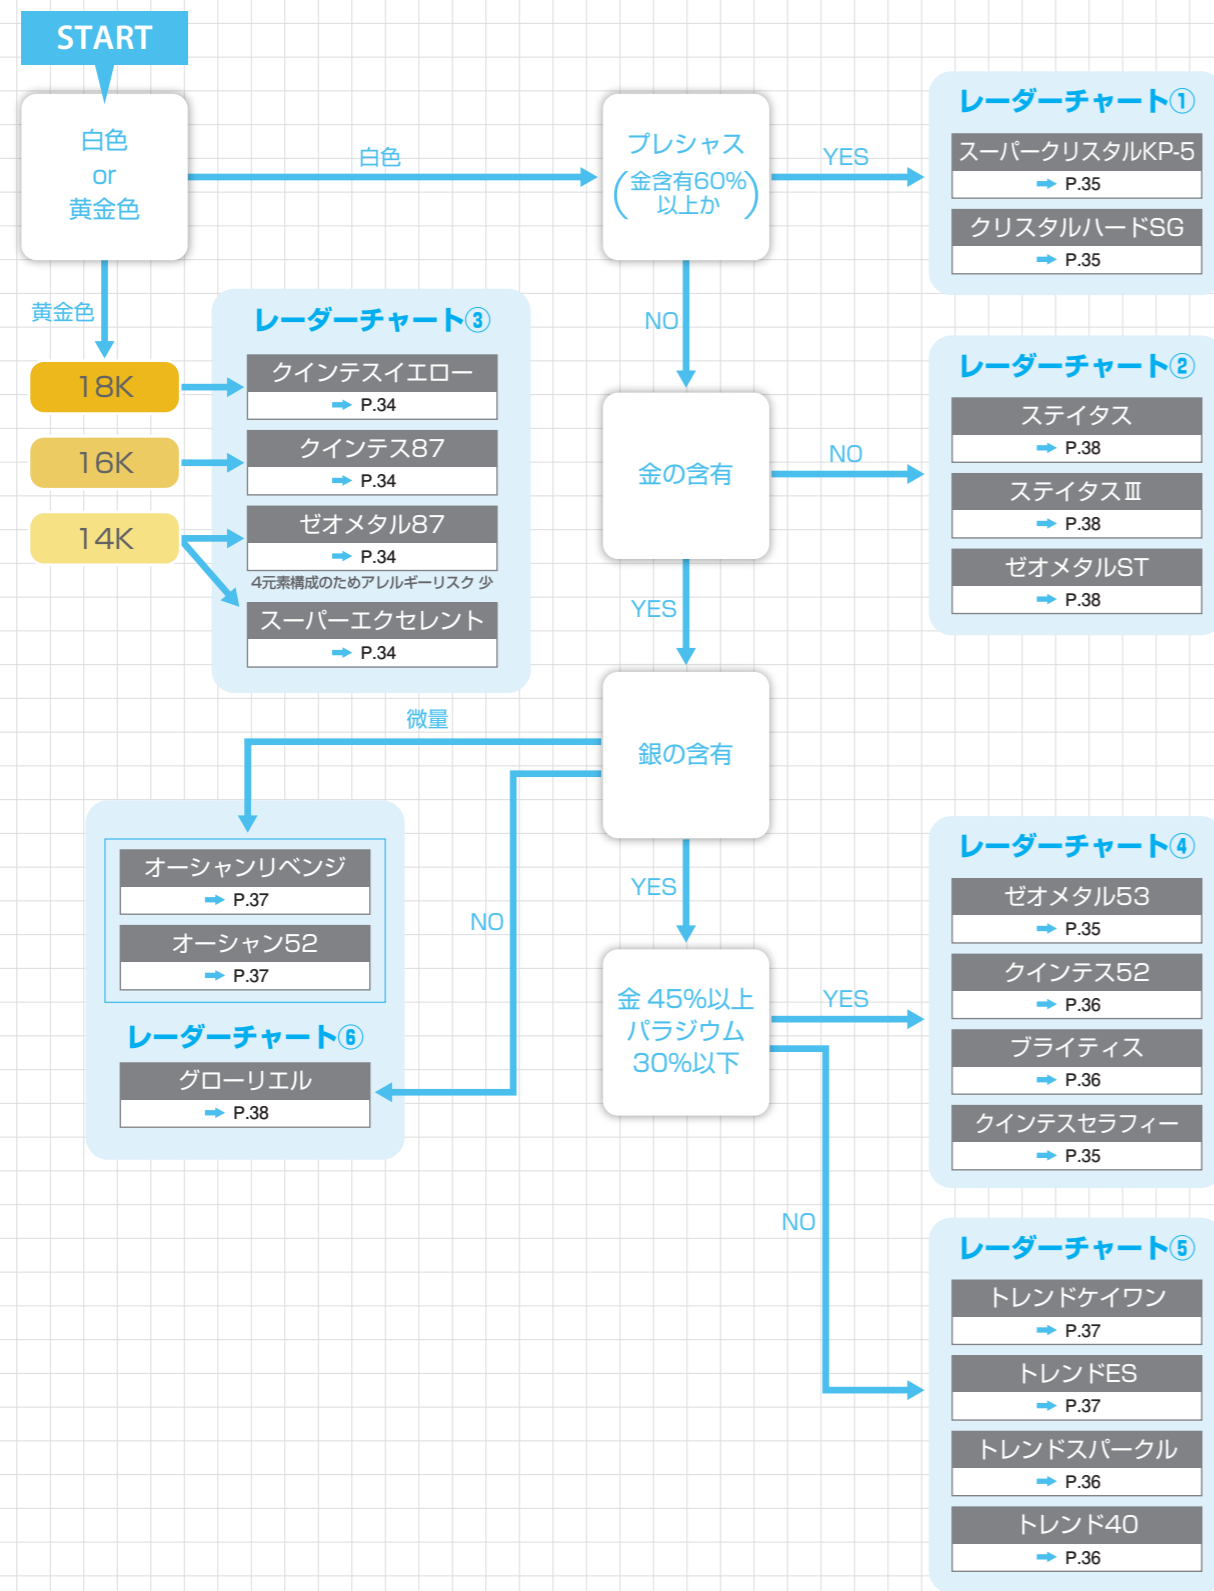 START
白色
or
黄金色
白色
プレシャス
(金含有60%
以上か)
YES
レーダーチャート①
スーパークリスタルKP-5
➡ P.35
クリスタルハードSG
➡ P.35
黄金色
18K
16K
14K
レーダーチャート③
クインテスイエロー
➡ P.34
クインテス87
➡ P.34
ゼオメタル87
➡ P.34
4元素構成のためアレルギーリスク 少
スーパーエクセレント
➡ P.34
NO
金の含有
NO
レーダーチャート②
ステイタス
➡ P.38
ステイタスⅢ
➡ P.38
ゼオメタルST
➡ P.38
YES
銀の含有
微量
オーシャンリベンジ
➡ P.37
オーシャン52
➡ P.37
レーダーチャート⑥
グローリエル
➡ P.38
NO
YES
金 45%以上
パラジウム
30%以下
YES
レーダーチャート④
ゼオメタル53
➡ P.35
クインテス52
➡ P.36
ブライティス
➡ P.36
クインテスセラフィー
➡ P.35
NO
レーダーチャート⑤
トレンドケイワン
➡ P.37
トレンドES
➡ P.37
トレンドスパークル
➡ P.36
トレンド40
➡ P.36